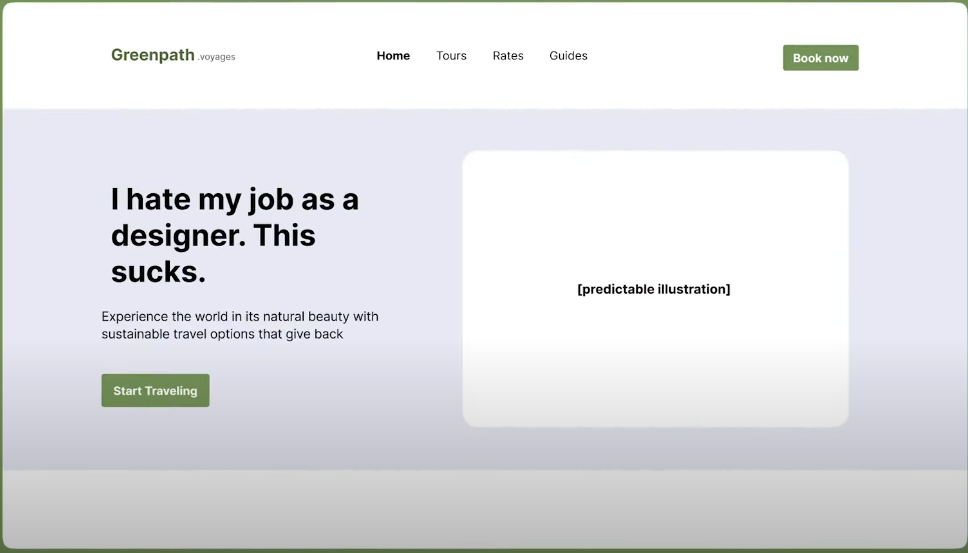 Greenpath .voyages
Home Tours Rates Guides
Book now
I hate my job as a
designer. This
sucks.
[predictable illustration]
Experience the world in its natural beauty with
sustainable travel options that give back
Start Traveling